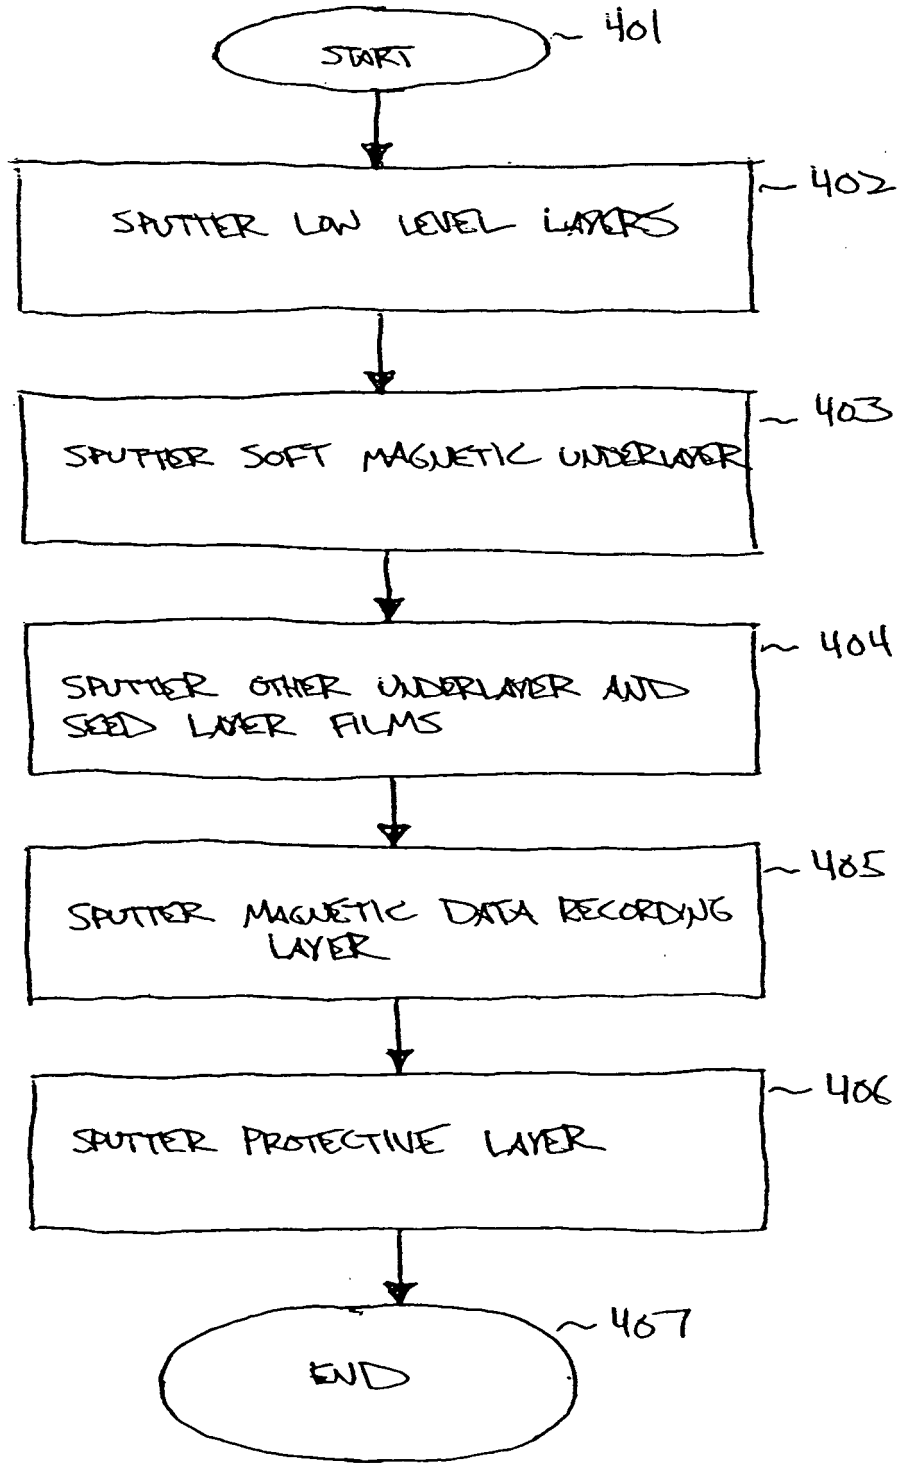 START
401
402
SPUTTER LOW LEVEL LAYERS
403
SPUTTER SOFT MAGNETIC UNDERLAYER
404
SPUTTER OTHER UNDERLAYER AND
SEED LAYER FILMS
405
SPUTTER MAGNETIC DATA RECORDING
LAYER
406
SPUTTER PROTECTIVE LAYER
407
END